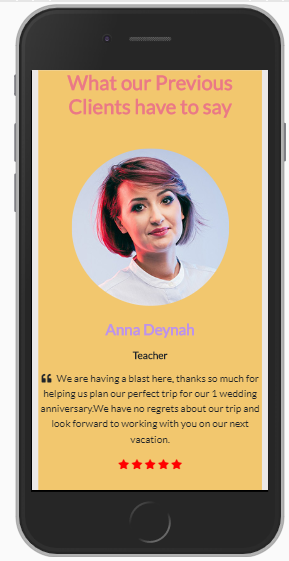 What our Previous
Clients have to say
Anna Deynah
Teacher
We are having a blast here, thanks so much for
helping us plan our perfect trip for our 1 wedding
anniversary.We have no regrets about our trip and
look forward to working with you on our next
vacation.